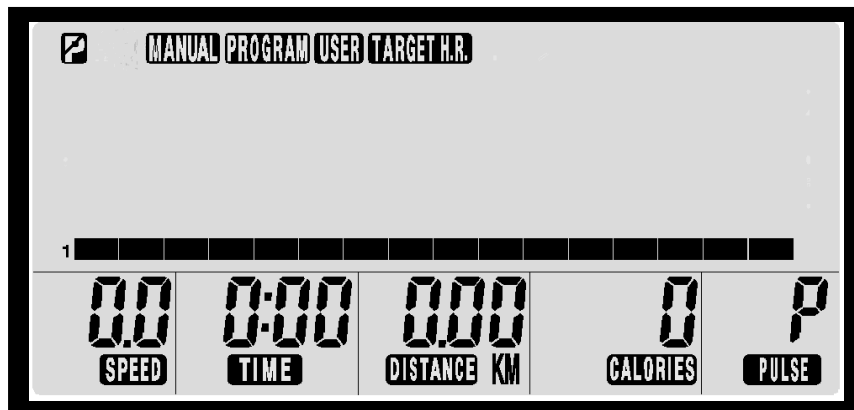 MANUAL PROGRAM USER TARGET H.R.
1
0.0 0:00 0.00 0 P
SPEED TIME DISTANCE KM CALORIES PULSE